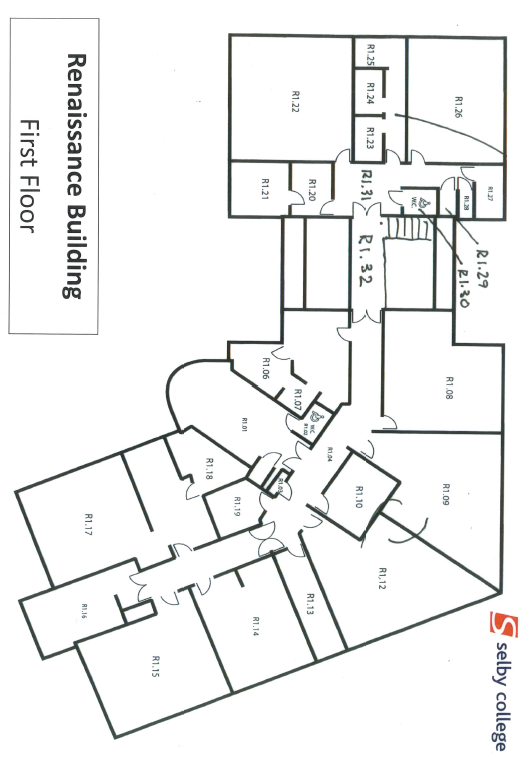 Renaissance Building
First Floor
selby college
R1.25
R1.24
R1.23
R1.22
R1.26
R1.21
R1.20
R1.31
WC
R1.28
R1.27
R1.29
R1.30
R1.32
R1.06
R1.07
WC
R1.02
R1.01
R1.04
R1.08
R1.09
R1.10
R1.12
R1.18
R1.19
R1.17
R1.16
R1.15
R1.14
R1.13